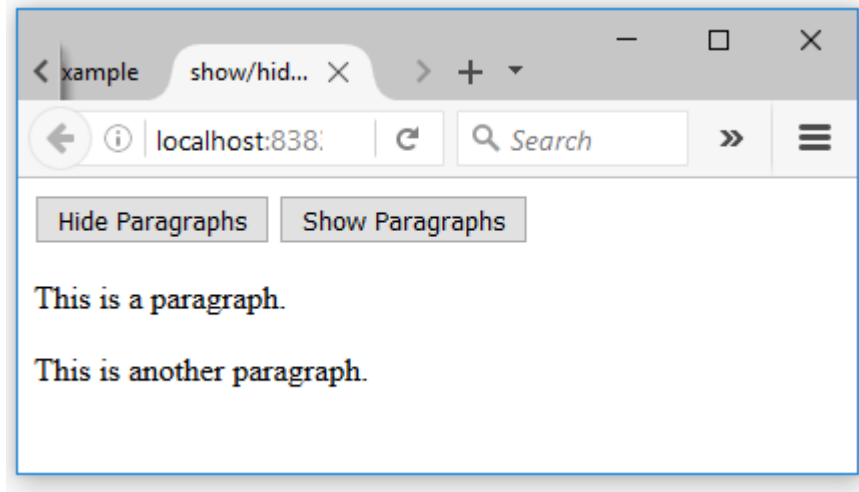 xample show/hid...
localhost:838 Search
Hide Paragraphs Show Paragraphs
This is a paragraph.
This is another paragraph.